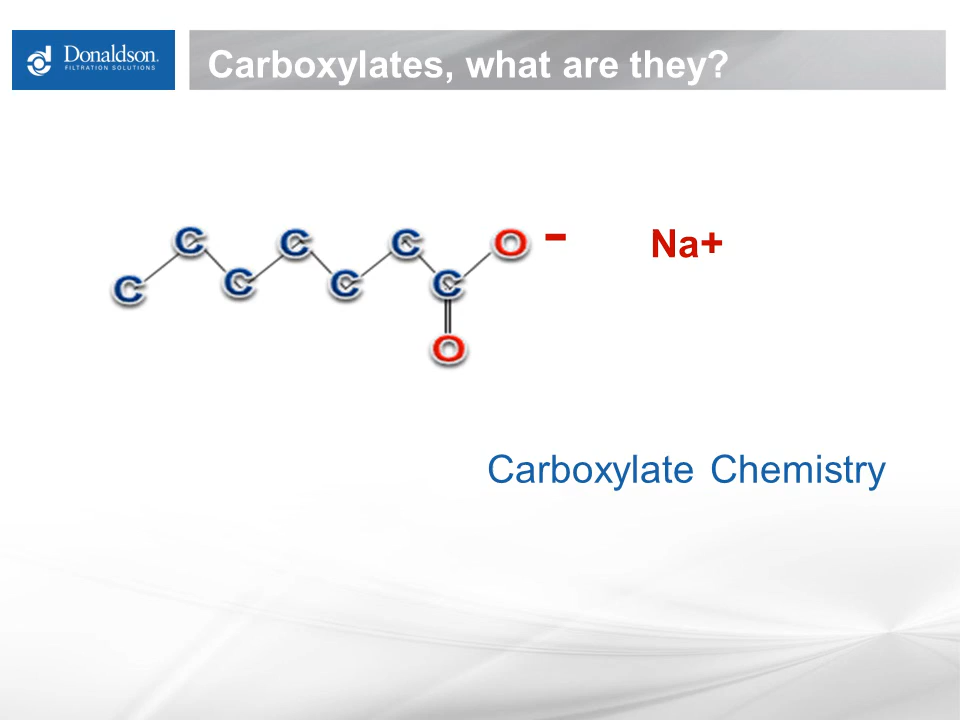 Donaldson.
FILTRATION SOLUTIONS
Carboxylates, what are they?
C C C C C C C O - Na+
O
Carboxylate Chemistry